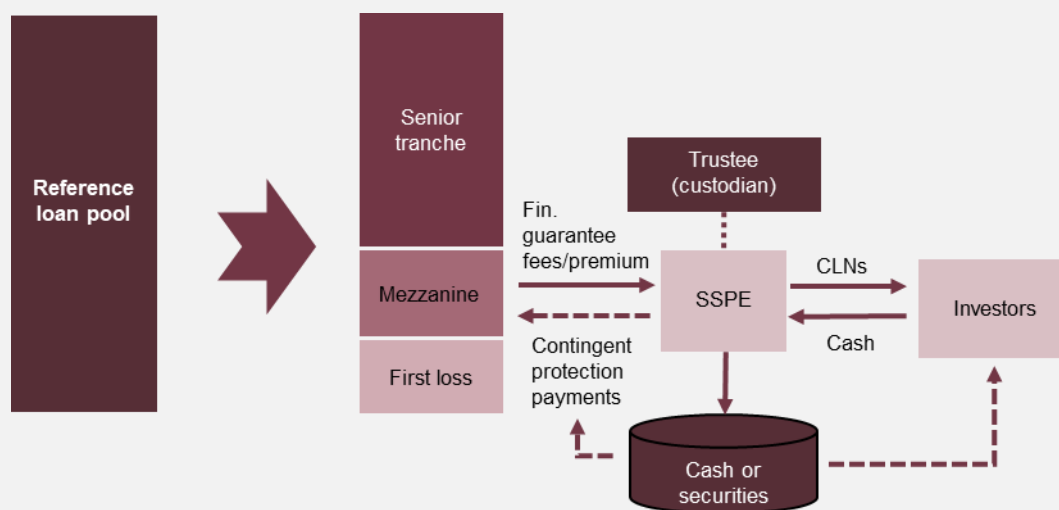 Reference
loan pool
Senior
tranche
Mezzanine
First loss
Fin.
guarantee
fees/premium
Contingent
protection
payments
Trustee
(custodian)
SSPE
CLNs
Cash
Investors
Cash or
securities